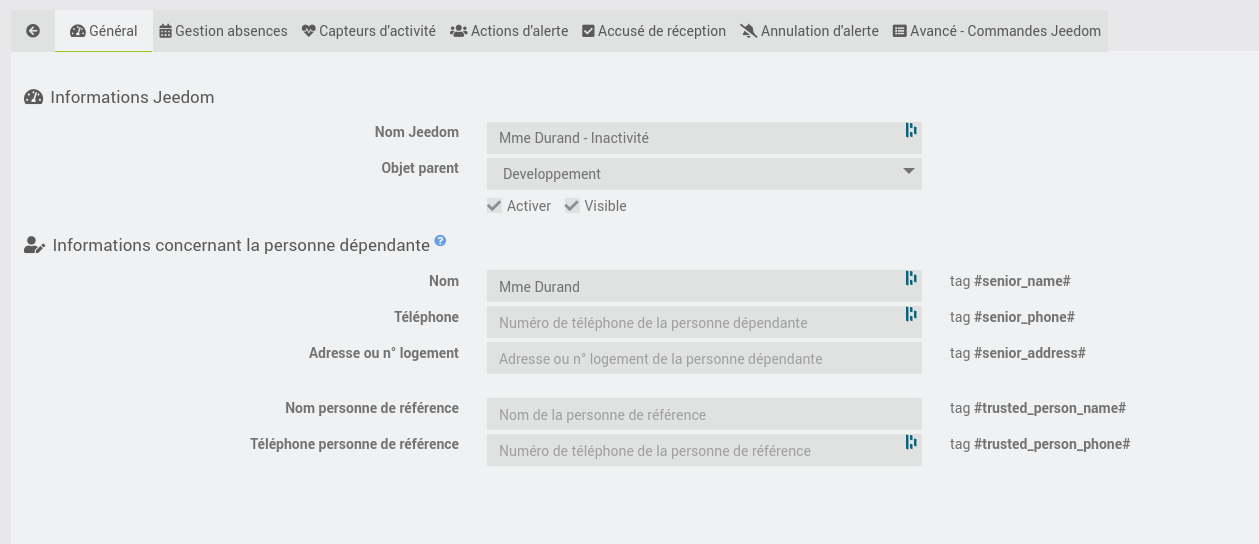 Général Gestion absences Capteurs d'activité Actions d'alerte Accusé de réception Annulation d'alerte Avancé - Commandes Jeedom
Informations Jeedom
Nom Jeedom Mme Durand - Inactivité
Objet parent Developpement
Activer Visible
Informations concernant la personne dépendante ?
Nom Mme Durand tag #senior_name#
Téléphone Numéro de téléphone de la personne dépendante tag #senior_phone#
Adresse ou n° logement Adresse ou n° logement de la personne dépendante tag #senior_address#
Nom personne de référence Nom de la personne de référence tag #trusted_person_name#
Téléphone personne de référence Numéro de téléphone de la personne de référence tag #trusted_person_phone#